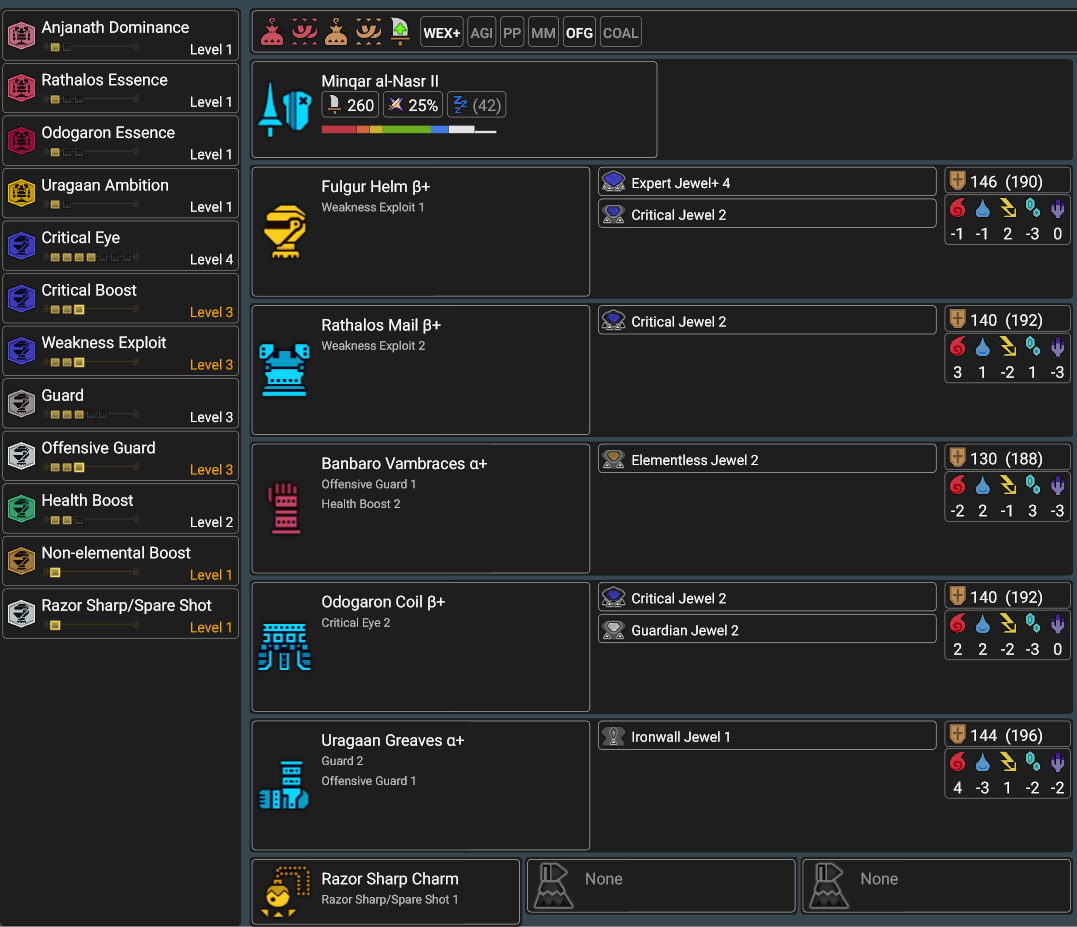 Anjanath Dominance
Level 1
Rathalos Essence
Level 1
Odogaron Essence
Level 1
Uragaan Ambition
Level 1
Critical Eye
Level 4
Critical Boost
Level 3
Weakness Exploit
Level 3
Guard
Level 3
Offensive Guard
Level 3
Health Boost
Level 2
Non-elemental Boost
Level 1
Razor Sharp/Spare Shot
Level 1
WEX+ AGI PP MM OFG COAL
Minqar al-Nasr II
260 25% (42)
Fulgur Helm β+
Weakness Exploit 1
Expert Jewel+ 4
Critical Jewel 2
146 (190)
-1 -1 2 -3 0
Rathalos Mail β+
Weakness Exploit 2
Critical Jewel 2
140 (192)
3 1 -2 1 -3
Banbaro Vambraces α+
Offensive Guard 1
Health Boost 2
Elementless Jewel 2
130 (188)
-2 2 -1 3 -3
Odogaron Coil β+
Critical Eye 2
Critical Jewel 2
Guardian Jewel 2
140 (192)
2 2 -2 -3 0
Uragaan Greaves α+
Guard 2
Offensive Guard 1
Ironwall Jewel 1
144 (196)
4 -3 1 -2 -2
Razor Sharp Charm
Razor Sharp/Spare Shot 1
None
None